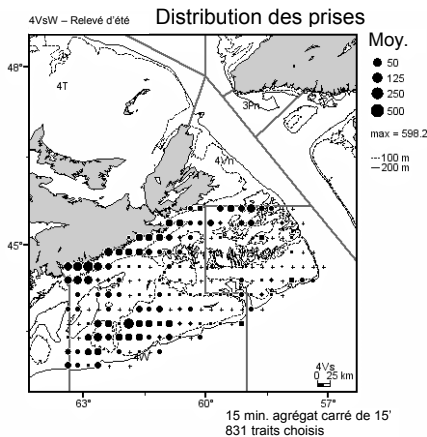 4VsW – Relevé d'été
Distribution des prises
Moy.
50
125
250
500
max = 598.2
100 m
200 m
48°
45°
4T
3Pn
4Vn
4W
4Vs
0 25 km
63°
60°
57°
15 min. agrégat carré de 15'
831 traits choisis